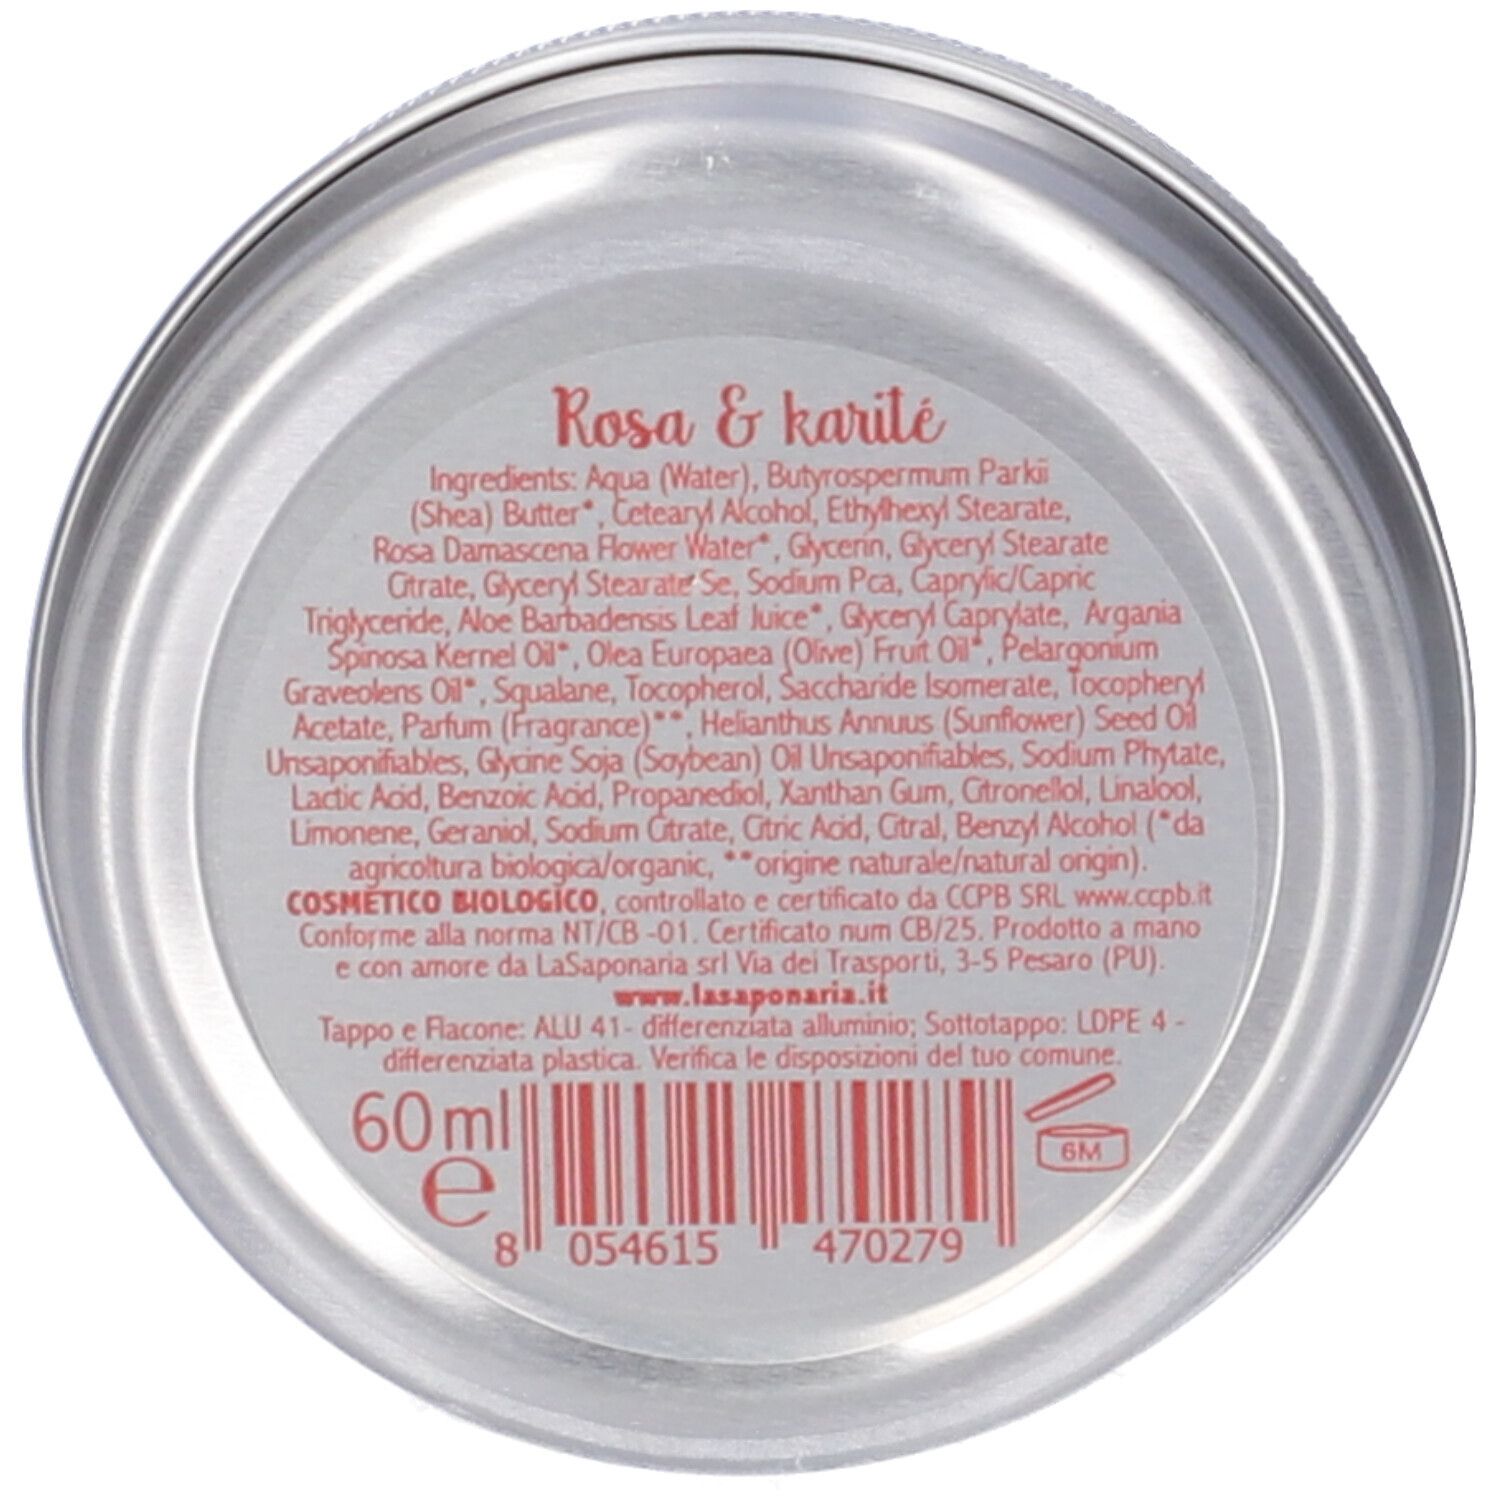 Rosa & karité
Ingredients: Aqua (Water), Butyrospermum Parkii
(Shea) Butter*, Cetearyl Alcohol, Ethylhexyl Stearate,
Rosa Damascena Flower Water*, Glycerin, Glyceryl Stearate
Citrate, Glyceryl Stearate Se, Sodium Pca, Caprylic/Capric
Triglyceride, Aloe Barbadensis Leaf Juice*, Glyceryl Caprylate, Argania
Spinosa Kernel Oil*, Olea Europaea (Olive) Fruit Oil*, Pelargonium
Graveolens Oil*, Squalane, Tocopherol, Saccharide Isomerate, Tocopheryl
Acetate, Parfum (Fragrance)**, Helianthus Annuus (Sunflower) Seed Oil
Unsaponifiables, Glycine Soja (Soybean) Oil Unsaponifiables, Sodium Phytate,
Lactic Acid, Benzoic Acid, Propanediol, Xanthan Gum, Citronellol, Linalool,
Limonene, Geraniol, Sodium Citrate, Citric Acid, Citral, Benzyl Alcohol (*da
agricoltura biologica/organic, **origine naturale/natural origin).
COSMETICO BIOLOGICO, controllato e certificato da CCPB SRL www.ccpb.it
Conforme alla norma NT/CB -01. Certificato num CB/25. Prodotto a mano
e con amore da LaSaponaria srl Via dei Trasporti, 3-5 Pesaro (PU).
www.lasaponaria.it
Tappo e Flacone: ALU 41- differenziata alluminio; Sottotappo: LDPE 4 -
differenziata plastica. Verifica le disposizioni del tuo comune.
60ml
e
6M
8 054615 470279